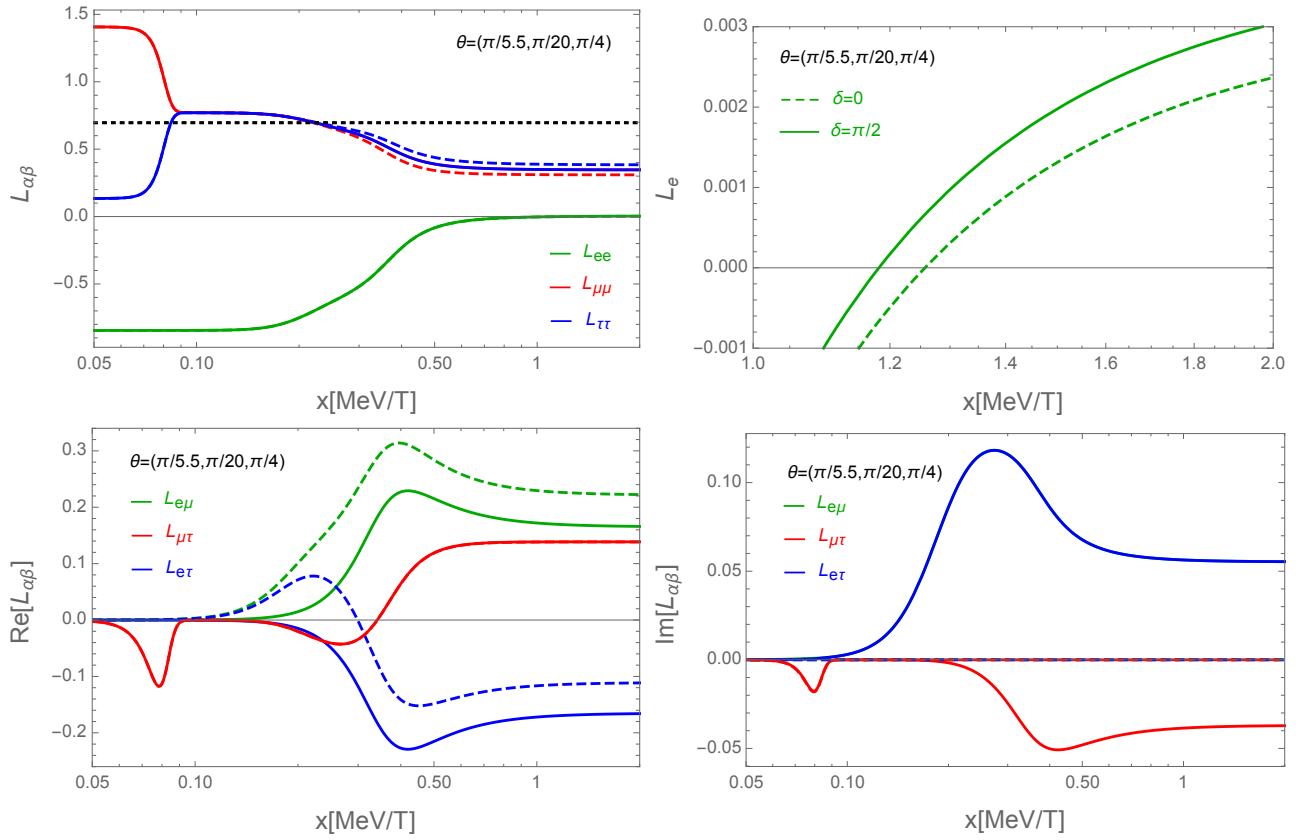 1.5
1.0
0.5
0.0
−0.5
L_αβ
θ=(π/5.5,π/20,π/4)
L_ee
L_μμ
L_ττ
0.05 0.10 0.50 1
x[MeV/T]
0.003
0.002
0.001
0.000
-0.001
L_e
θ=(π/5.5,π/20,π/4)
δ=0
δ=π/2
1.0 1.2 1.4 1.6 1.8 2.0
x[MeV/T]
0.3
0.2
0.1
0.0
−0.1
−0.2
Re[L_αβ]
θ=(π/5.5,π/20,π/4)
L_eμ
L_μτ
L_eτ
0.05 0.10 0.50 1
x[MeV/T]
0.10
0.05
0.00
−0.05
Im[L_αβ]
θ=(π/5.5,π/20,π/4)
L_eμ
L_μτ
L_eτ
0.05 0.10 0.50 1
x[MeV/T]